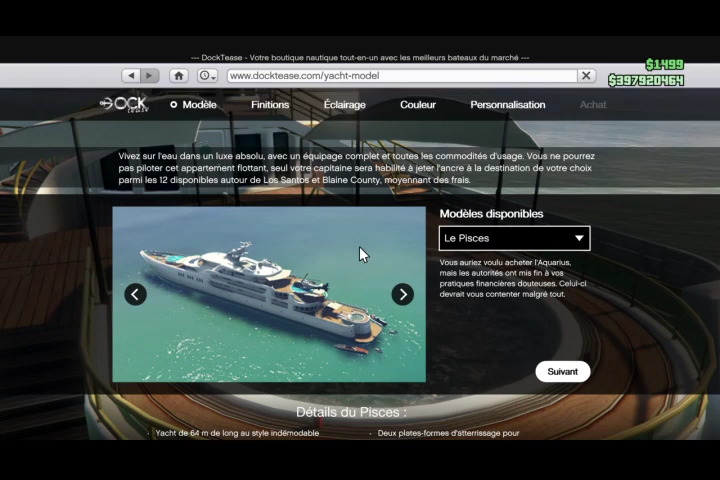 --- DockTease - Votre boutique nautique tout-en-un avec les meilleurs bateaux du marché ---
$1499
$397920464
www.docktease.com/yacht-model
DOCK
Modèle Finitions Éclairage Couleur Personnalisation Achat
Vivez sur l'eau dans un luxe absolu, avec un équipage complet et toutes les commodités d'usage. Vous ne pourrez
pas piloter cet appartement flottant, seul votre capitaine sera habilité à jeter l'ancre à la destination de votre choix
parmi les 12 disponibles autour de Los Santos et Blaine County, moyennant des frais.
Modèles disponibles
Le Pisces
Vous auriez voulu acheter l'Aquarius,
mais les autorités ont mis fin à vos
pratiques financières douteuses. Celui-ci
devrait vous contenter malgré tout.
Suivant
Détails du Pisces :
· Yacht de 64 m de long au style indémodable
· Deux plates-formes d'atterrissage pour